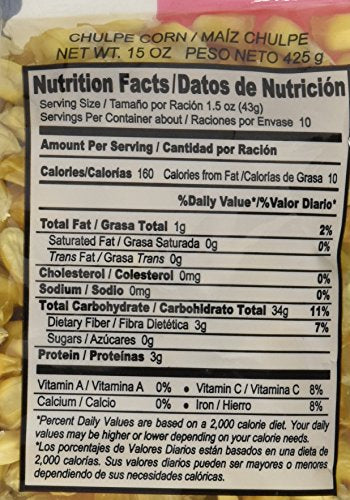 CHULPE CORN / MAÍZ CHULPE
NET WT. 15 OZ PESO NETO 425 g
Nutrition Facts/Datos de Nutrición
Serving Size / Tamaño por Ración 1.5 oz (43g)
Servings Per Container about / Raciones por Envase 10
Amount Per Serving / Cantidad por Ración
Calories/Calorías 160 Calories from Fat /Calorías de Grasa 10
%Daily Value*/%Valor Diario*
Total Fat / Grasa Total 1g 2%
Saturated Fat / Grasa Saturada 0g 0%
Trans Fat / Grasa Trans 0g
Cholesterol / Colesterol 0mg 0%
Sodium / Sodio 0mg 0%
Total Carbohydrate / Carbohidrato Total 34g 11%
Dietary Fiber / Fibra Dietética 3g 7%
Sugars / Azúcares 0g
Protein / Proteínas 3g
Vitamin A / Vitamina A 0% • Vitamin C / Vitamina C 8%
Calcium / Calcio 0% • Iron / Hierro 8%
*Percent Daily Values are based on a 2,000 calorie diet. Your daily
values may be higher or lower depending on your calorie needs.
*Los porcentajes de Valores Diarios están basados en una dieta de
2,000 calorías. Sus valores diarios pueden ser mayores o menores
dependiendo de sus necesidades calóricas.